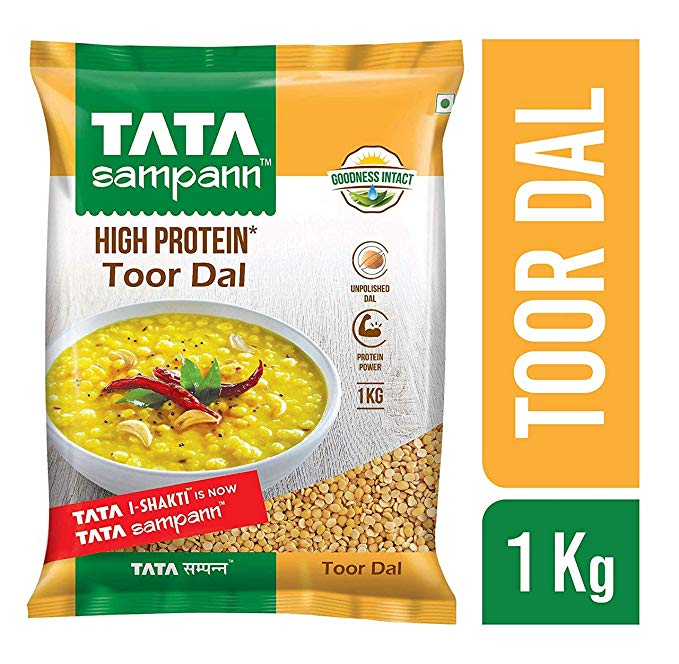 TATA
sampann™
HIGH PROTEIN*
Toor Dal
GOODNESS INTACT
UNPOLISHED
DAL
PROTEIN
POWER
1KG
TATA I-SHAKTI™ IS NOW
TATA sampann™
TATA सम्पन्न™
Toor Dal
TOOR DAL
1 Kg